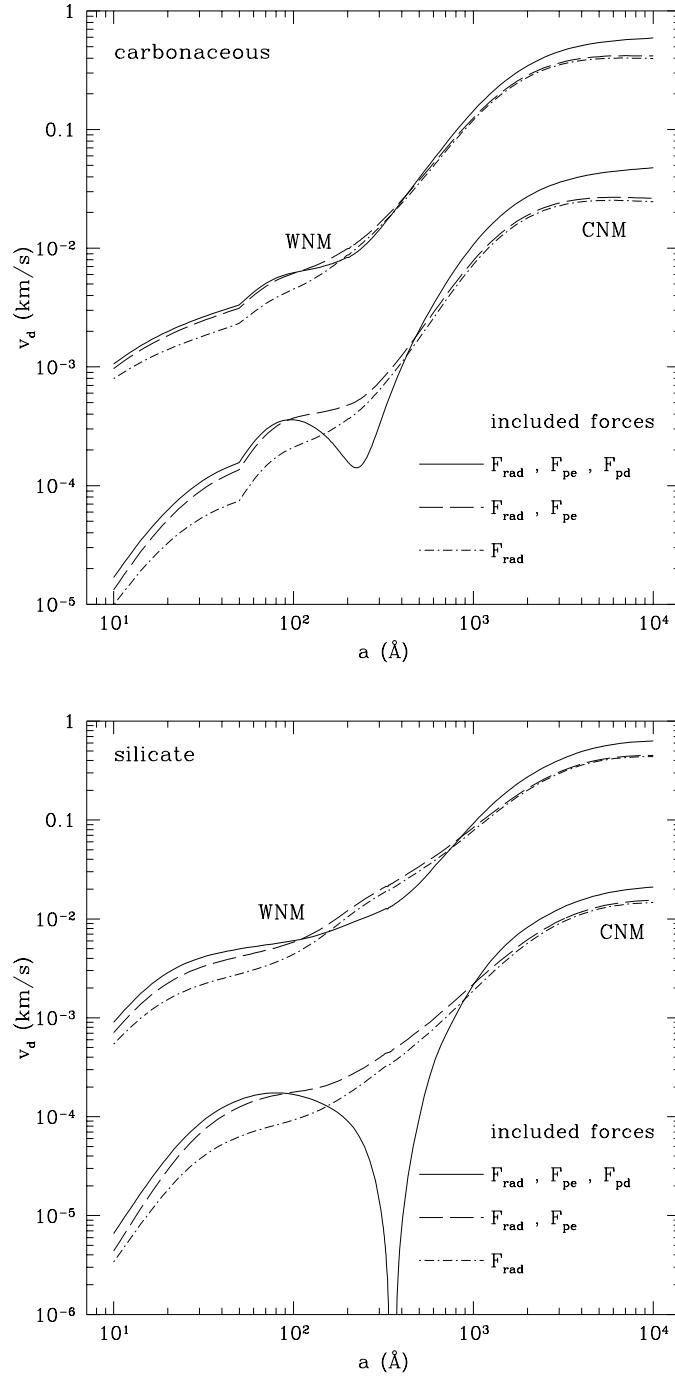 carbonaceous
1
0.1
10⁻²
10⁻³
10⁻⁴
10⁻⁵
v_d (km/s)
WNM
CNM
included forces
F_rad , F_pe , F_pd
F_rad , F_pe
F_rad
10¹ 10² 10³ 10⁴
a (Å)
silicate
1
0.1
10⁻²
10⁻³
10⁻⁴
10⁻⁵
10⁻⁶
v_d (km/s)
WNM
CNM
included forces
F_rad , F_pe , F_pd
F_rad , F_pe
F_rad
10¹ 10² 10³ 10⁴
a (Å)